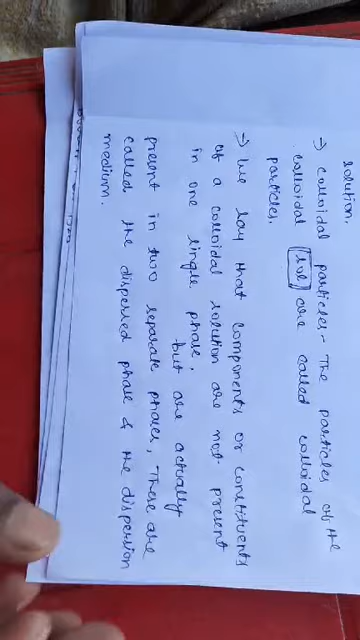 solution.
→ colloidal particles - The particles of the
colloidal sol are called colloidal
particles.
→ we say that components or constituents
of a colloidal solution are not present
in one single phase, but are actually
present in two separate phases, These are
called the dispersed phase & the dispersion
medium.